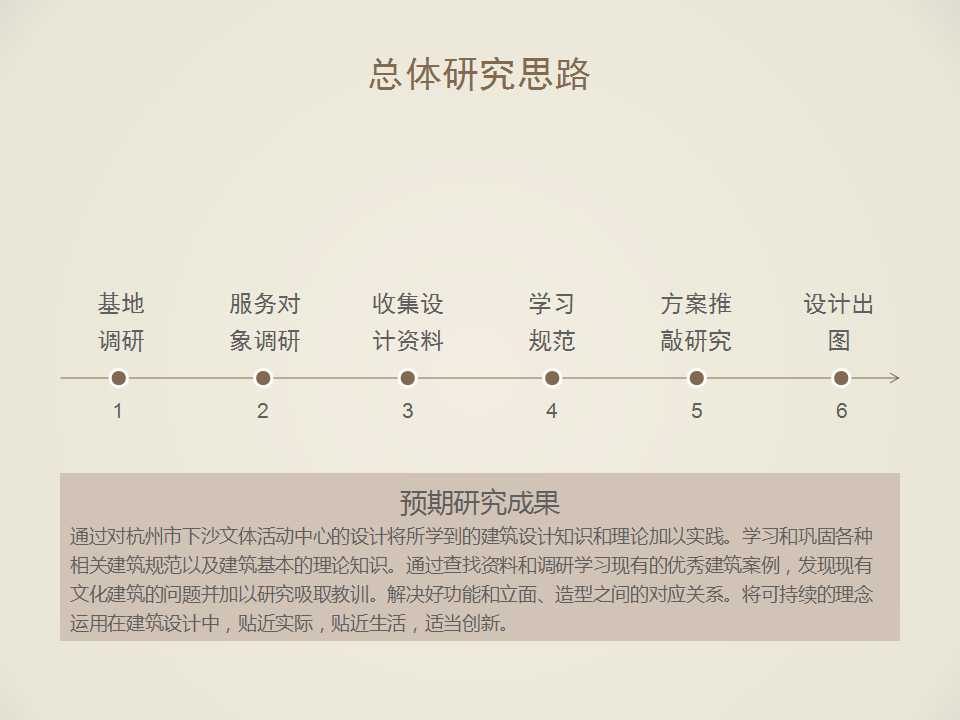 总体研究思路
基地 服务对 收集设 学习 方案推 设计出
调研 象调研 计资料 规范 敲研究 图
1 2 3 4 5 6
预期研究成果
通过对杭州市下沙文体活动中心的设计将所学到的建筑设计知识和理论加以实践。学习和巩固各种
相关建筑规范以及建筑基本的理论知识。通过查找资料和调研学习现有的优秀建筑案例，发现现有
文化建筑的问题并加以研究吸取教训。解决好功能和立面、造型之间的对应关系。将可持续的理念
运用在建筑设计中，贴近实际，贴近生活，适当创新。